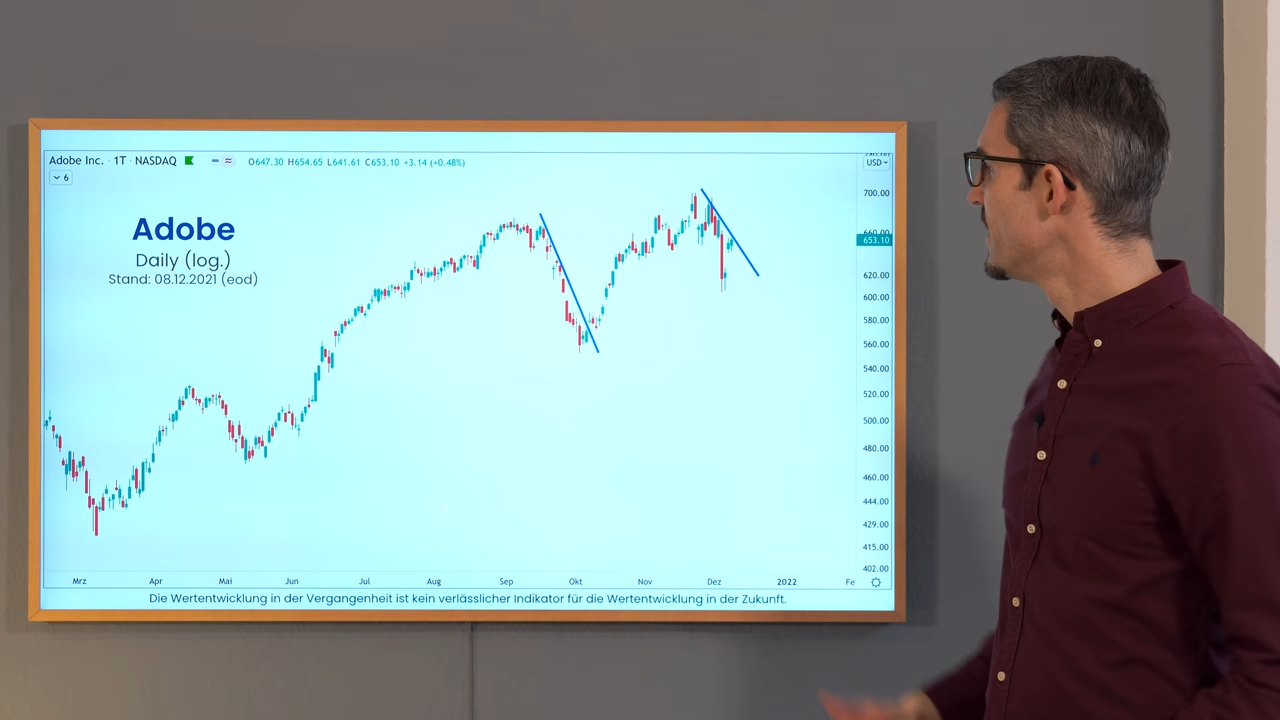 Adobe Inc. · 1T · NASDAQ O647.30 H654.65 L641.61 C653.10 +3.14 (+0.48%)
USD
6
Adobe
Daily (log.)
Stand: 08.12.2021 (eod)
700.00
660.00
653.10
620.00
600.00
580.00
560.00
540.00
520.00
500.00
480.00
460.00
444.00
429.00
415.00
402.00
Mrz Apr Mai Jun Jul Aug Sep Okt Nov Dez 2022 Fe
Die Wertentwicklung in der Vergangenheit ist kein verlässlicher Indikator für die Wertentwicklung in der Zukunft.